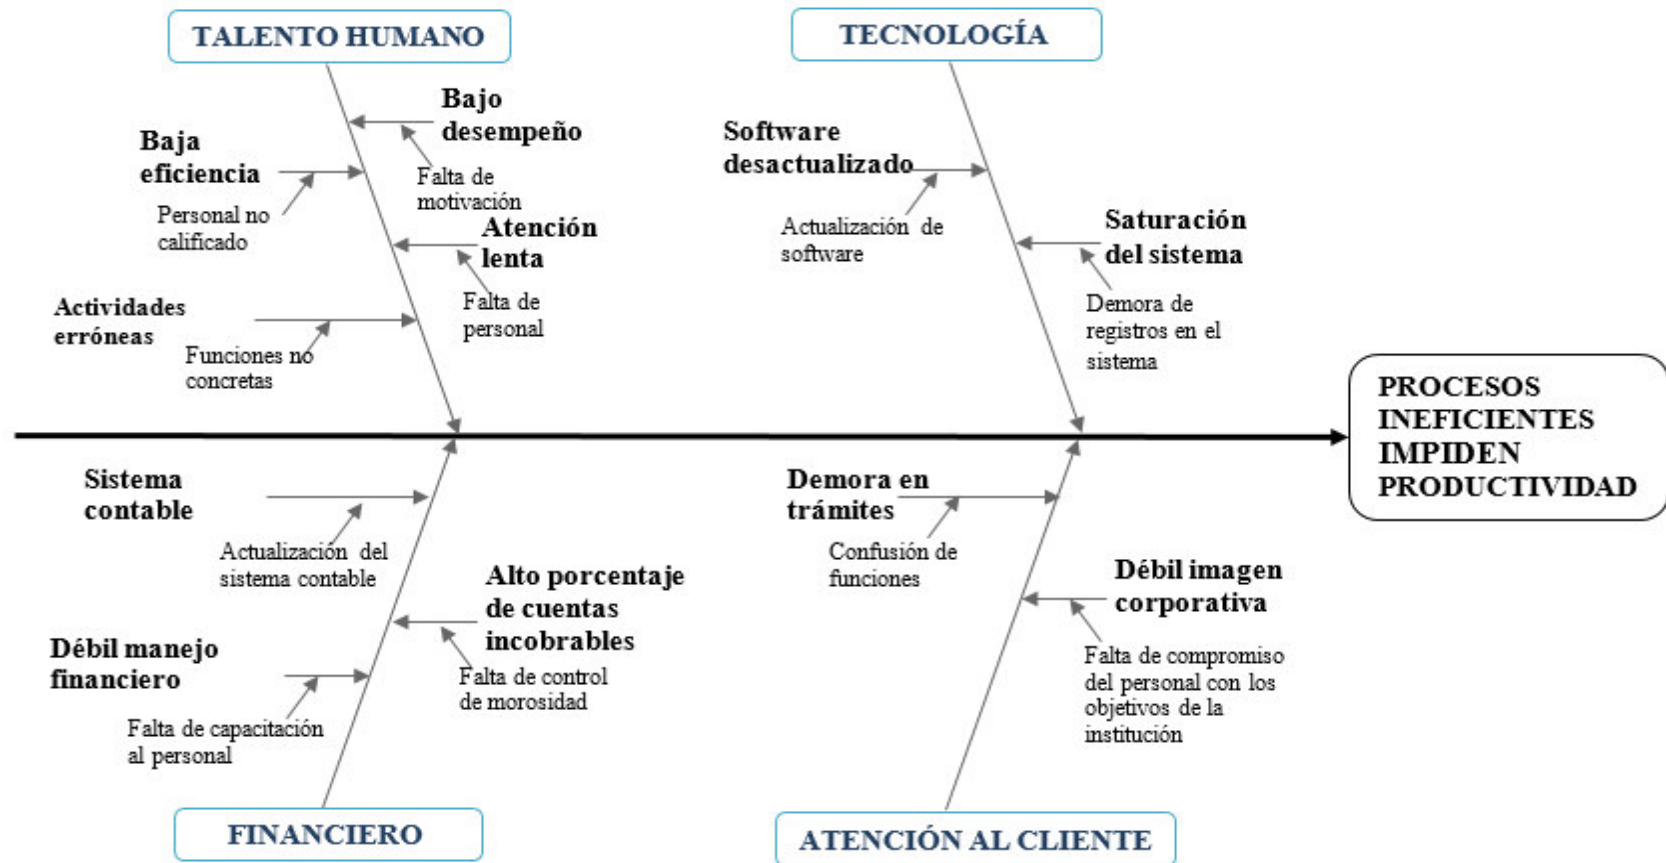 TALENTO HUMANO
TECNOLOGÍA
Bajo
desempeño
Baja
eficiencia
Falta de
motivación
Personal no
calificado
Atención
lenta
Falta de
personal
Actividades
erróneas
Funciones no
concretas
Software
desactualizado
Actualización de
software
Saturación
del sistema
Demora de
registros en el
sistema
PROCESOS
INEFICIENTES
IMPIDEN
PRODUCTIVIDAD
Sistema
contable
Actualización del
sistema contable
Alto porcentaje
de cuentas
incobrables
Falta de control
de morosidad
Débil manejo
financiero
Falta de capacitación
al personal
Demora en
trámites
Confusión de
funciones
Débil imagen
corporativa
Falta de compromiso
del personal con los
objetivos de la
institución
FINANCIERO
ATENCIÓN AL CLIENTE